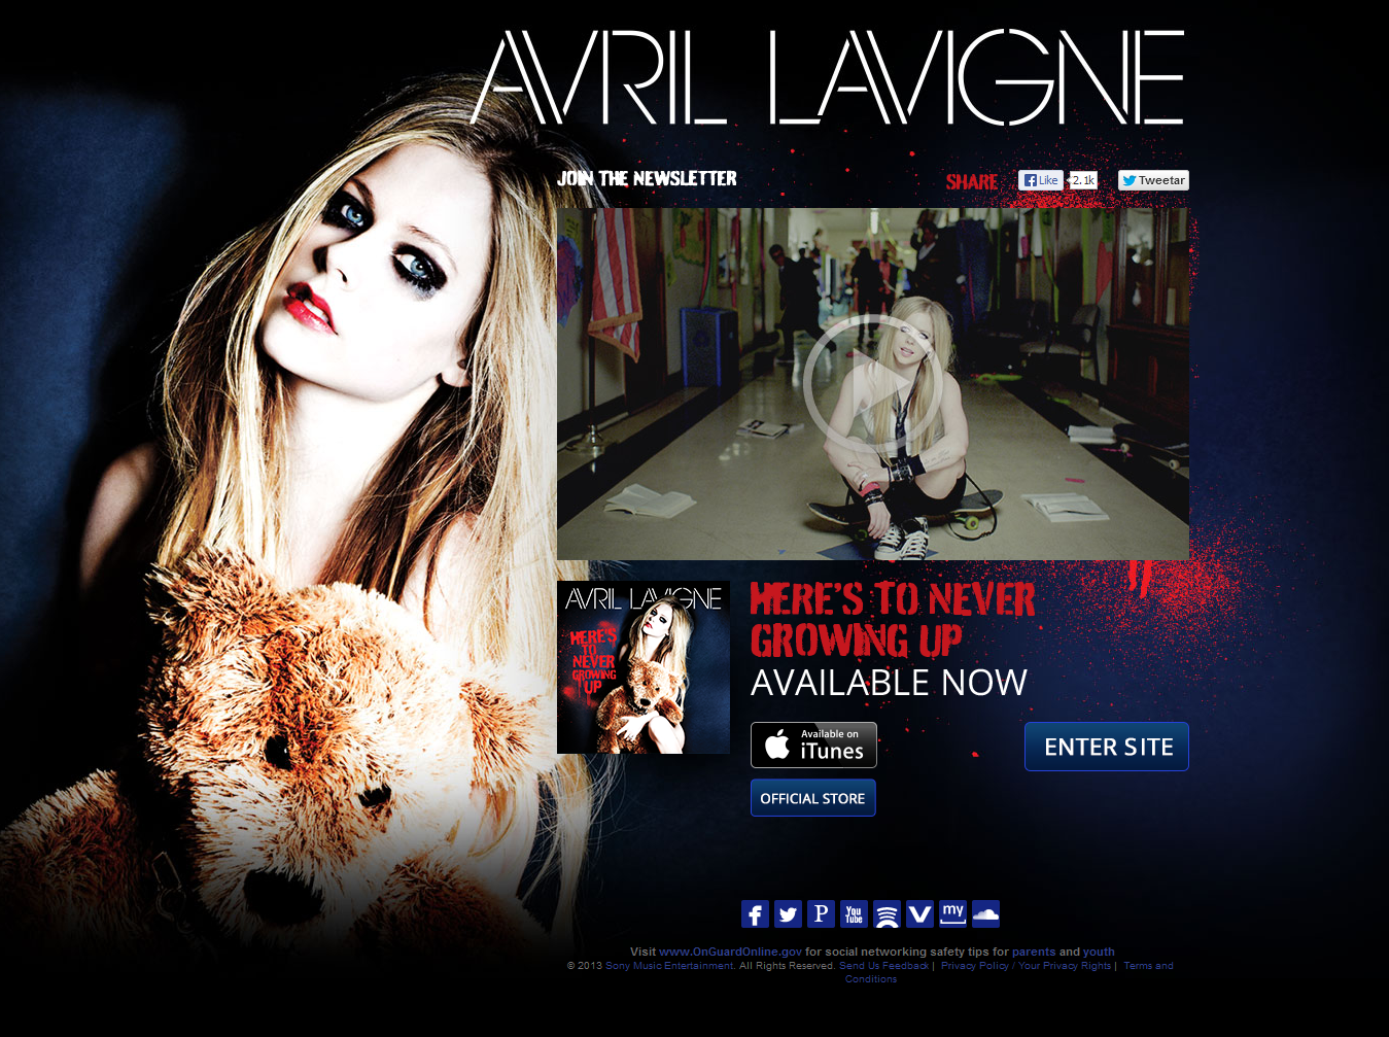 AVRIL LAVIGNE
JOIN THE NEWSLETTER
SHARE
Like
2.1k
Tweetar
AVRIL LAVIGNE
HERE'S
TO
NEVER
GROWING
UP
HERE'S TO NEVER
GROWING UP
AVAILABLE NOW
Available on
iTunes
ENTER SITE
OFFICIAL STORE
You
Tube
my
Visit www.OnGuardOnline.gov for social networking safety tips for parents and youth
© 2013 Sony Music Entertainment. All Rights Reserved. Send Us Feedback | Privacy Policy / Your Privacy Rights | Terms and
Conditions